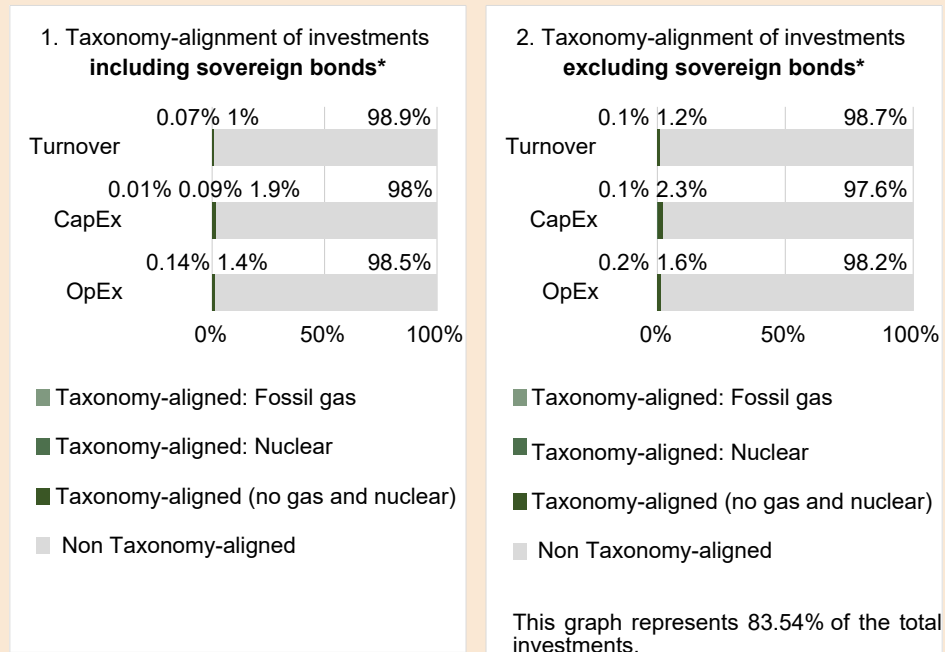 1. Taxonomy-alignment of investments
including sovereign bonds*
0.07% 1% 98.9%
Turnover
0.01% 0.09% 1.9% 98%
CapEx
0.14% 1.4% 98.5%
OpEx
0% 50% 100%
Taxonomy-aligned: Fossil gas
Taxonomy-aligned: Nuclear
Taxonomy-aligned (no gas and nuclear)
Non Taxonomy-aligned
2. Taxonomy-alignment of investments
excluding sovereign bonds*
0.1% 1.2% 98.7%
Turnover
0.1% 2.3% 97.6%
CapEx
0.2% 1.6% 98.2%
OpEx
0% 50% 100%
Taxonomy-aligned: Fossil gas
Taxonomy-aligned: Nuclear
Taxonomy-aligned (no gas and nuclear)
Non Taxonomy-aligned
This graph represents 83.54% of the total
investments.